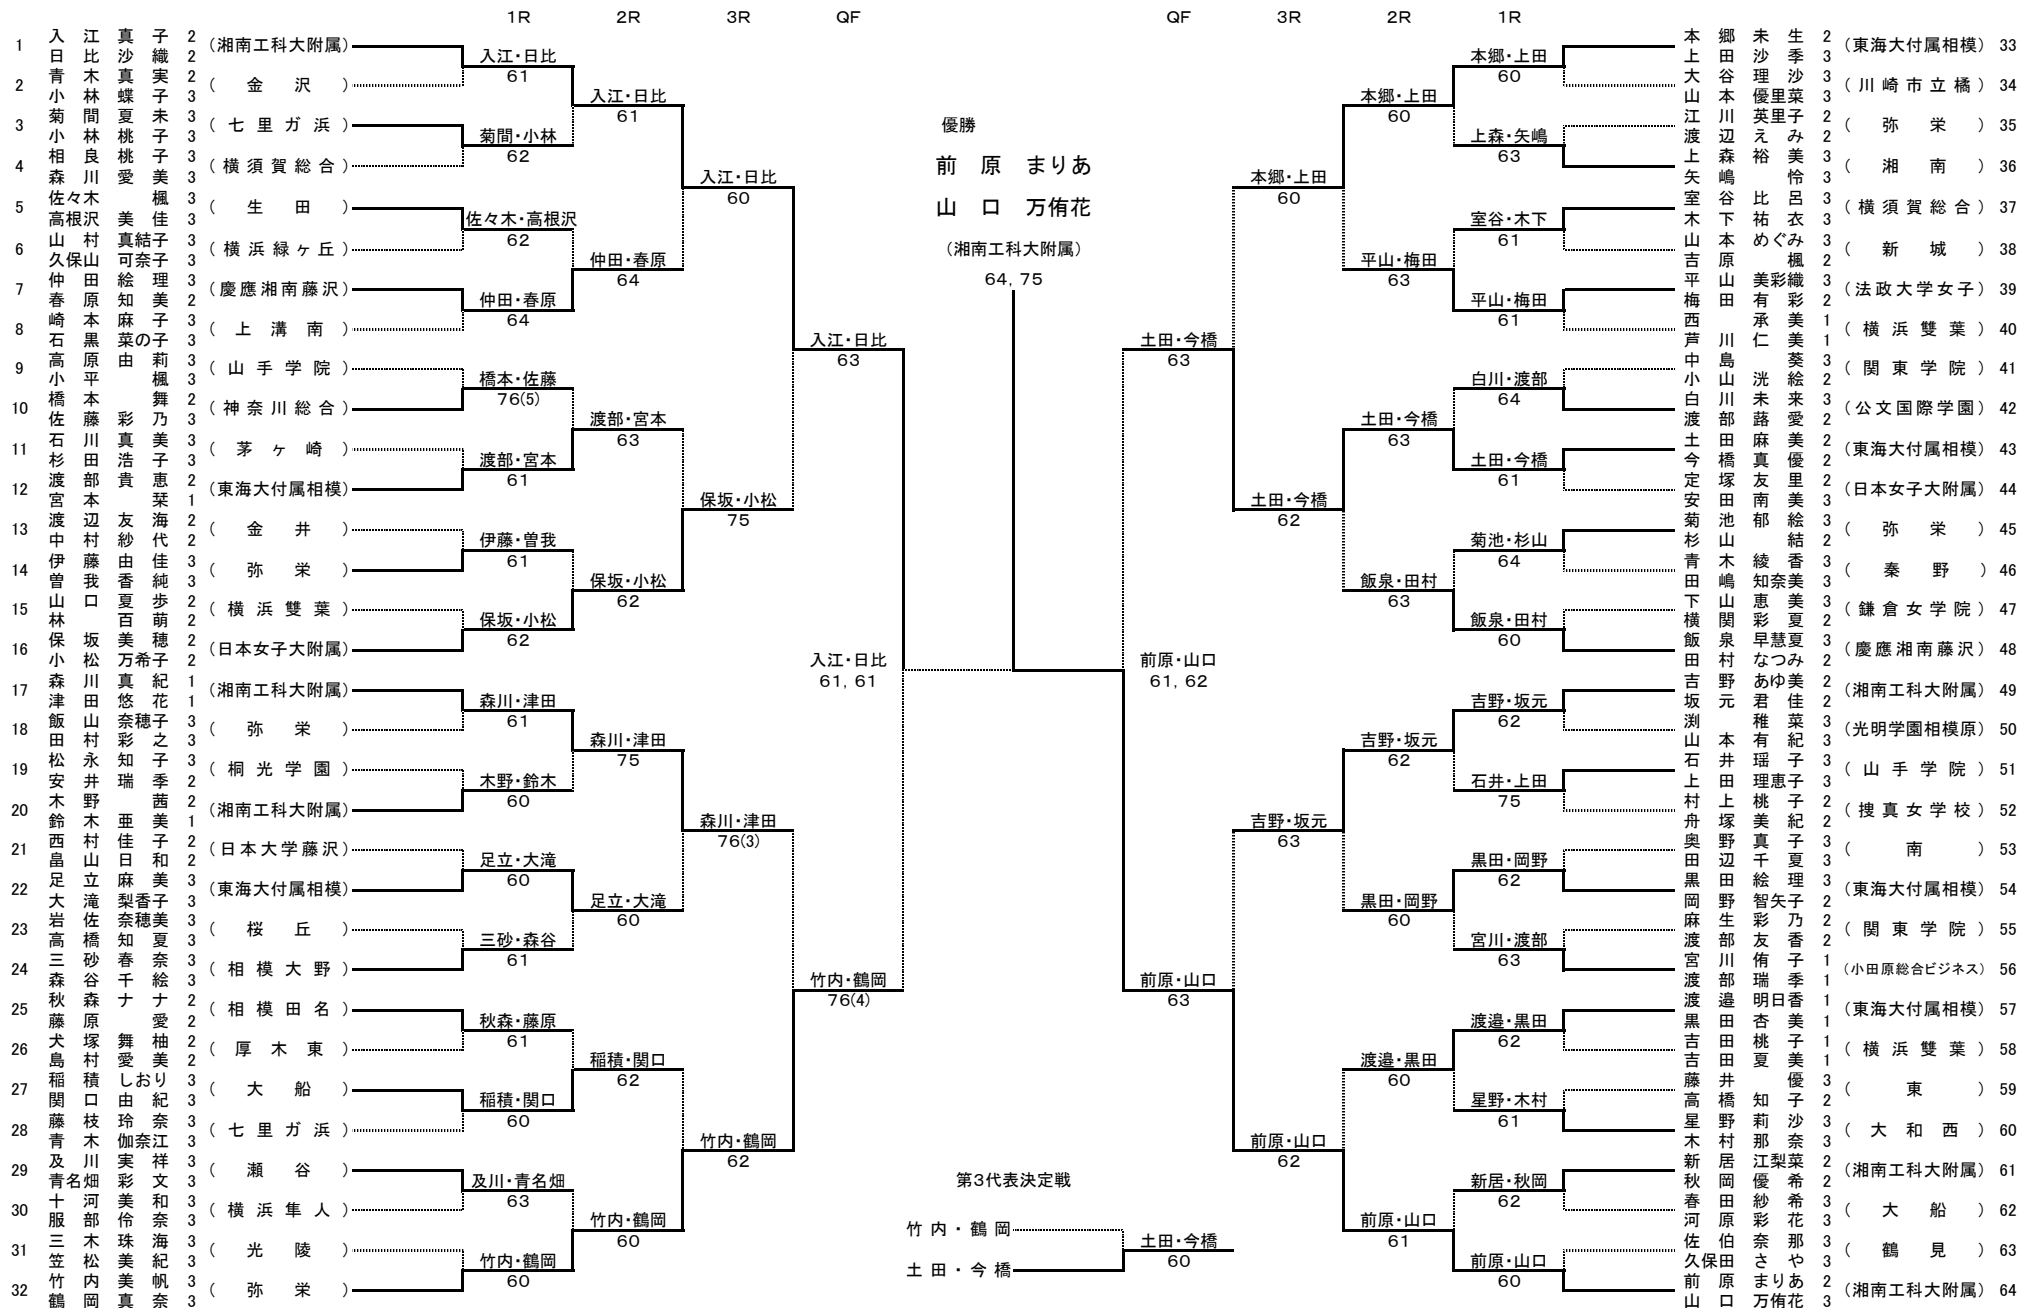 1R 2R 3R QF QF 3R 2R 1R
1 入江真子 2 (湘南工科大附属)
日比沙織 2
2 青木真実 2 (金沢)
小林蝶子 3
3 菊間夏未 3 (七里ガ浜)
小林桃子 3
4 相良桃子 3 (横須賀総合)
森川愛美 3
5 佐々木楓 3 (生田)
高根沢美佳 3
6 山村真結子 3 (横浜緑ヶ丘)
久保山可奈子 3
7 仲田絵理 3 (慶應湘南藤沢)
春原知美 2
8 崎本麻子 3 (上溝南)
石黒菜の子 3
9 高原由莉 3 (山手学院)
小平楓 3
10 橋本舞 2 (神奈川総合)
佐藤彩乃 3
11 石川真美 3 (茅ヶ崎)
杉田浩子 3
12 渡部貴恵 2 (東海大付属相模)
宮本栞 1
13 渡辺友海 2 (金井)
中村紗代 2
14 伊藤由佳 3 (弥栄)
曽我香純 3
15 山口夏歩 2 (横浜雙葉)
林百萌 2
16 保坂美穂 2 (日本女子大附属)
小松万希子 2
17 森川真紀 1 (湘南工科大附属)
津田悠花 1
18 飯山奈穂子 3 (弥栄)
田村彩之 3
19 松永知子 3 (桐光学園)
安井瑞季 2
20 木野茜 2 (湘南工科大附属)
鈴木亜美 1
21 西村佳子 2 (日本大学藤沢)
畠山日和 2
22 足立麻美 3 (東海大付属相模)
大滝梨香子 3
23 岩佐奈穂美 3 (桜丘)
高橋知夏 3
24 三砂春奈 3 (相模大野)
森谷千絵 3
25 秋森ナナ 2 (相模田名)
藤原愛 2
26 犬塚舞柚 2 (厚木東)
島村愛美 2
27 稲積しおり 3 (大船)
関口由紀 3
28 藤枝玲奈 3 (七里ガ浜)
青木伽奈江 3
29 及川実祥 3 (瀬谷)
青名畑彩文 3
30 十河美和 3 (横浜隼人)
服部伶奈 3
31 三木珠海 3 (光陵)
笠松美紀 3
32 竹内美帆 3 (弥栄)
鶴岡真奈 3
入江・日比
61
菊間・小林
62
佐々木・高根沢
62
仲田・春原
64
橋本・佐藤
76(5)
渡部・宮本
61
伊藤・曽我
61
保坂・小松
62
森川・津田
61
木野・鈴木
60
足立・大滝
60
三砂・森谷
61
秋森・藤原
61
稲積・関口
60
及川・青名畑
63
竹内・鶴岡
60
入江・日比
61
仲田・春原
64
渡部・宮本
63
保坂・小松
62
森川・津田
75
足立・大滝
60
稲積・関口
62
竹内・鶴岡
60
入江・日比
60
保坂・小松
75
森川・津田
76(3)
竹内・鶴岡
62
入江・日比
63
竹内・鶴岡
76(4)
入江・日比
61, 61
優勝
前原 まりあ
山口 万侑花
(湘南工科大附属)
64, 75
前原・山口
61, 62
土田・今橋
63
前原・山口
63
本郷・上田
60
土田・今橋
62
吉野・坂元
63
前原・山口
62
本郷・上田
60
平山・梅田
63
土田・今橋
63
飯泉・田村
63
吉野・坂元
62
黒田・岡野
60
渡邉・黒田
60
前原・山口
61
本郷・上田
60
上森・矢嶋
63
室谷・木下
61
平山・梅田
61
白川・渡部
64
土田・今橋
61
菊池・杉山
64
飯泉・田村
60
吉野・坂元
62
石井・上田
75
黒田・岡野
62
宮川・渡部
63
渡邉・黒田
62
星野・木村
61
新居・秋岡
62
前原・山口
60
本郷未生 2 (東海大付属相模) 33
上田沙季 3
大谷理沙 3 (川崎市立橘) 34
山本優里菜 3
江川英里子 2 (弥栄) 35
渡辺えみ 2
上森裕美 3 (湘南) 36
矢嶋怜 3
室谷比呂 3 (横須賀総合) 37
木下祐衣 3
山本めぐみ 3 (新城) 38
吉原楓 2
平山美彩織 3 (法政大学女子) 39
梅田有彩 2
西承美 1 (横浜雙葉) 40
芦川仁美 1
中島葵 3 (関東学院) 41
小山洸絵 2
白川未来 3 (公文国際学園) 42
渡部蕗愛 2
土田麻美 2 (東海大付属相模) 43
今橋真優 2
定塚友里 2 (日本女子大附属) 44
安田南美 3
菊池郁絵 3 (弥栄) 45
杉山結 2
青木綾香 3 (秦野) 46
田嶋知奈美 3
下山恵美 3 (鎌倉女学院) 47
横関彩夏 2
飯泉早慧夏 3 (慶應湘南藤沢) 48
田村なつみ 2
吉野あゆ美 2 (湘南工科大附属) 49
坂元君佳 2
渕稚菜 3 (光明学園相模原) 50
山本有紀 3
石井瑶子 3 (山手学院) 51
上田理恵子 3
村上桃子 2 (捜真女学校) 52
舟塚美紀 2
奥野真子 3 (南) 53
田辺千夏 3
黒田絵理 3 (東海大付属相模) 54
岡野智矢子 2
麻生彩乃 2 (関東学院) 55
渡部友香 2
宮川侑子 1 (小田原総合ビジネス) 56
渡部瑞季 1
渡邉明日香 1 (東海大付属相模) 57
黒田杏美 1
吉田桃子 1 (横浜雙葉) 58
吉田夏美 1
藤井優 3 (東) 59
高橋知子 2
星野莉沙 3 (大和西) 60
木村那奈 3
新居江梨菜 2 (湘南工科大附属) 61
秋岡優希 2
春田紗希 3 (大船) 62
河原彩花 3
佐伯奈那 3 (鶴見) 63
久保田さや 3
前原まりあ 2 (湘南工科大附属) 64
山口万侑花 3
第3代表決定戦
竹内・鶴岡
土田・今橋
土田・今橋
60